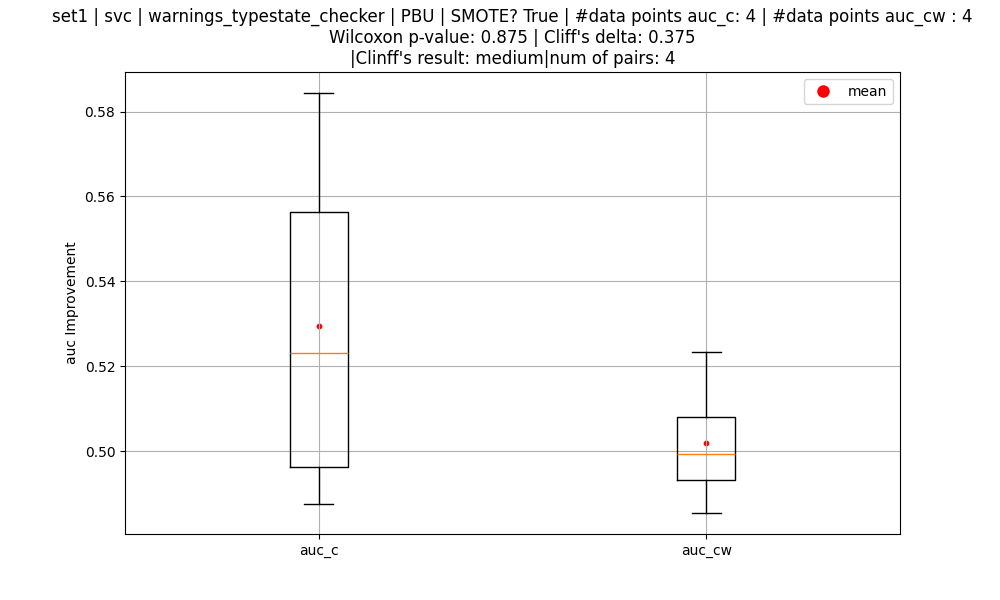 set1 | svc | warnings_typestate_checker | PBU | SMOTE? True | #data points auc_c: 4 | #data points auc_cw : 4
Wilcoxon p-value: 0.875 | Cliff's delta: 0.375
|Clinff's result: medium|num of pairs: 4
mean
0.58
0.56
0.54
0.52
0.50
auc Improvement
auc_c
auc_cw